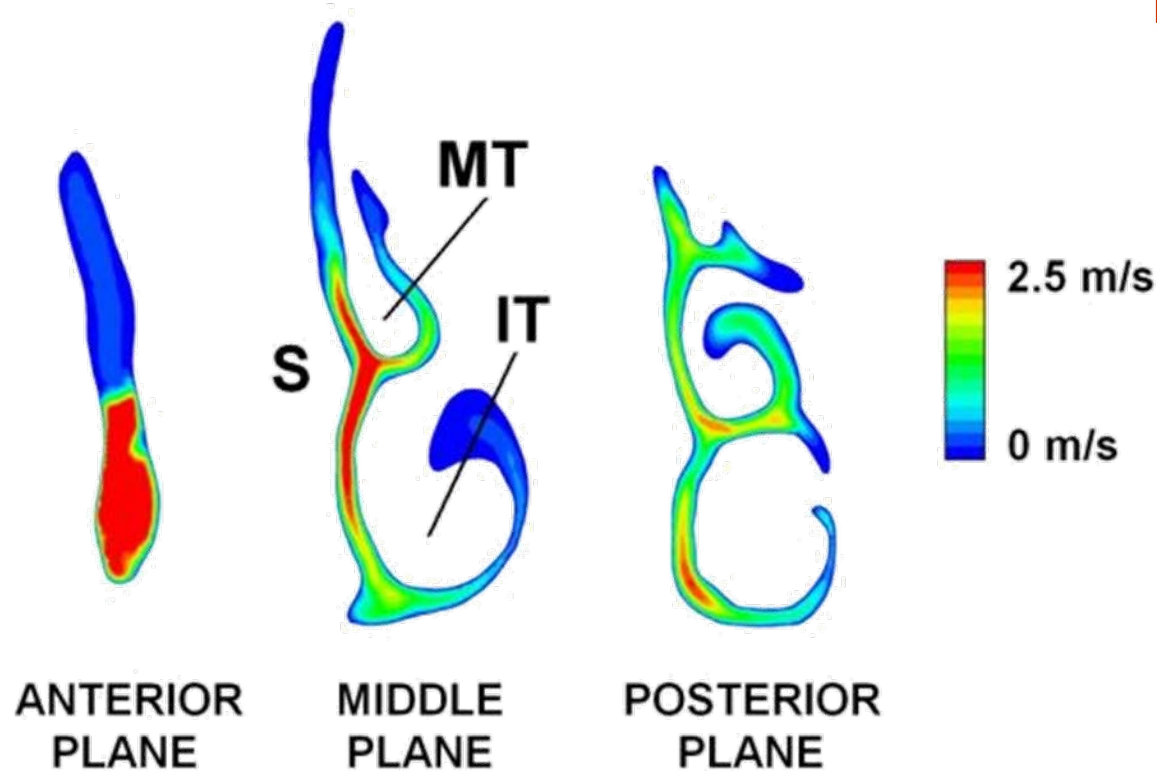 MT
IT
S
2.5 m/s
0 m/s
ANTERIOR
PLANE
MIDDLE
PLANE
POSTERIOR
PLANE